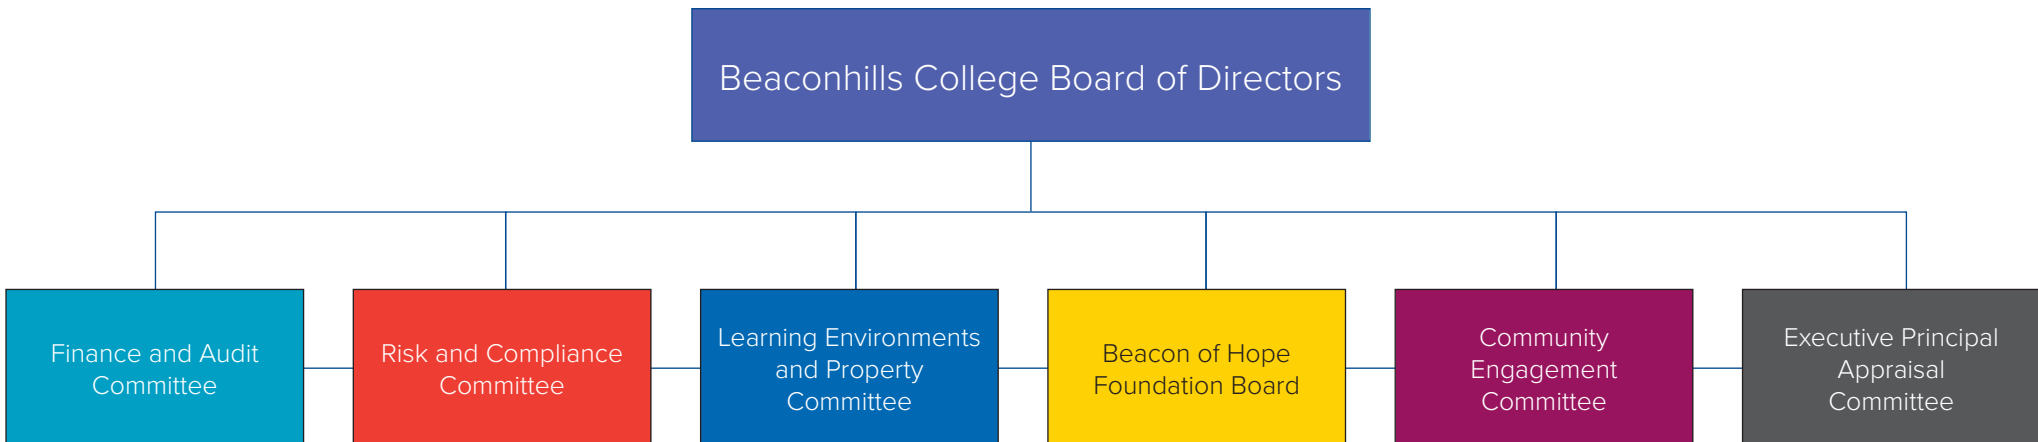 Beaconhills College Board of Directors
Finance and Audit
Committee
Risk and Compliance
Committee
Learning Environments
and Property
Committee
Beacon of Hope
Foundation Board
Community
Engagement
Committee
Executive Principal
Appraisal
Committee